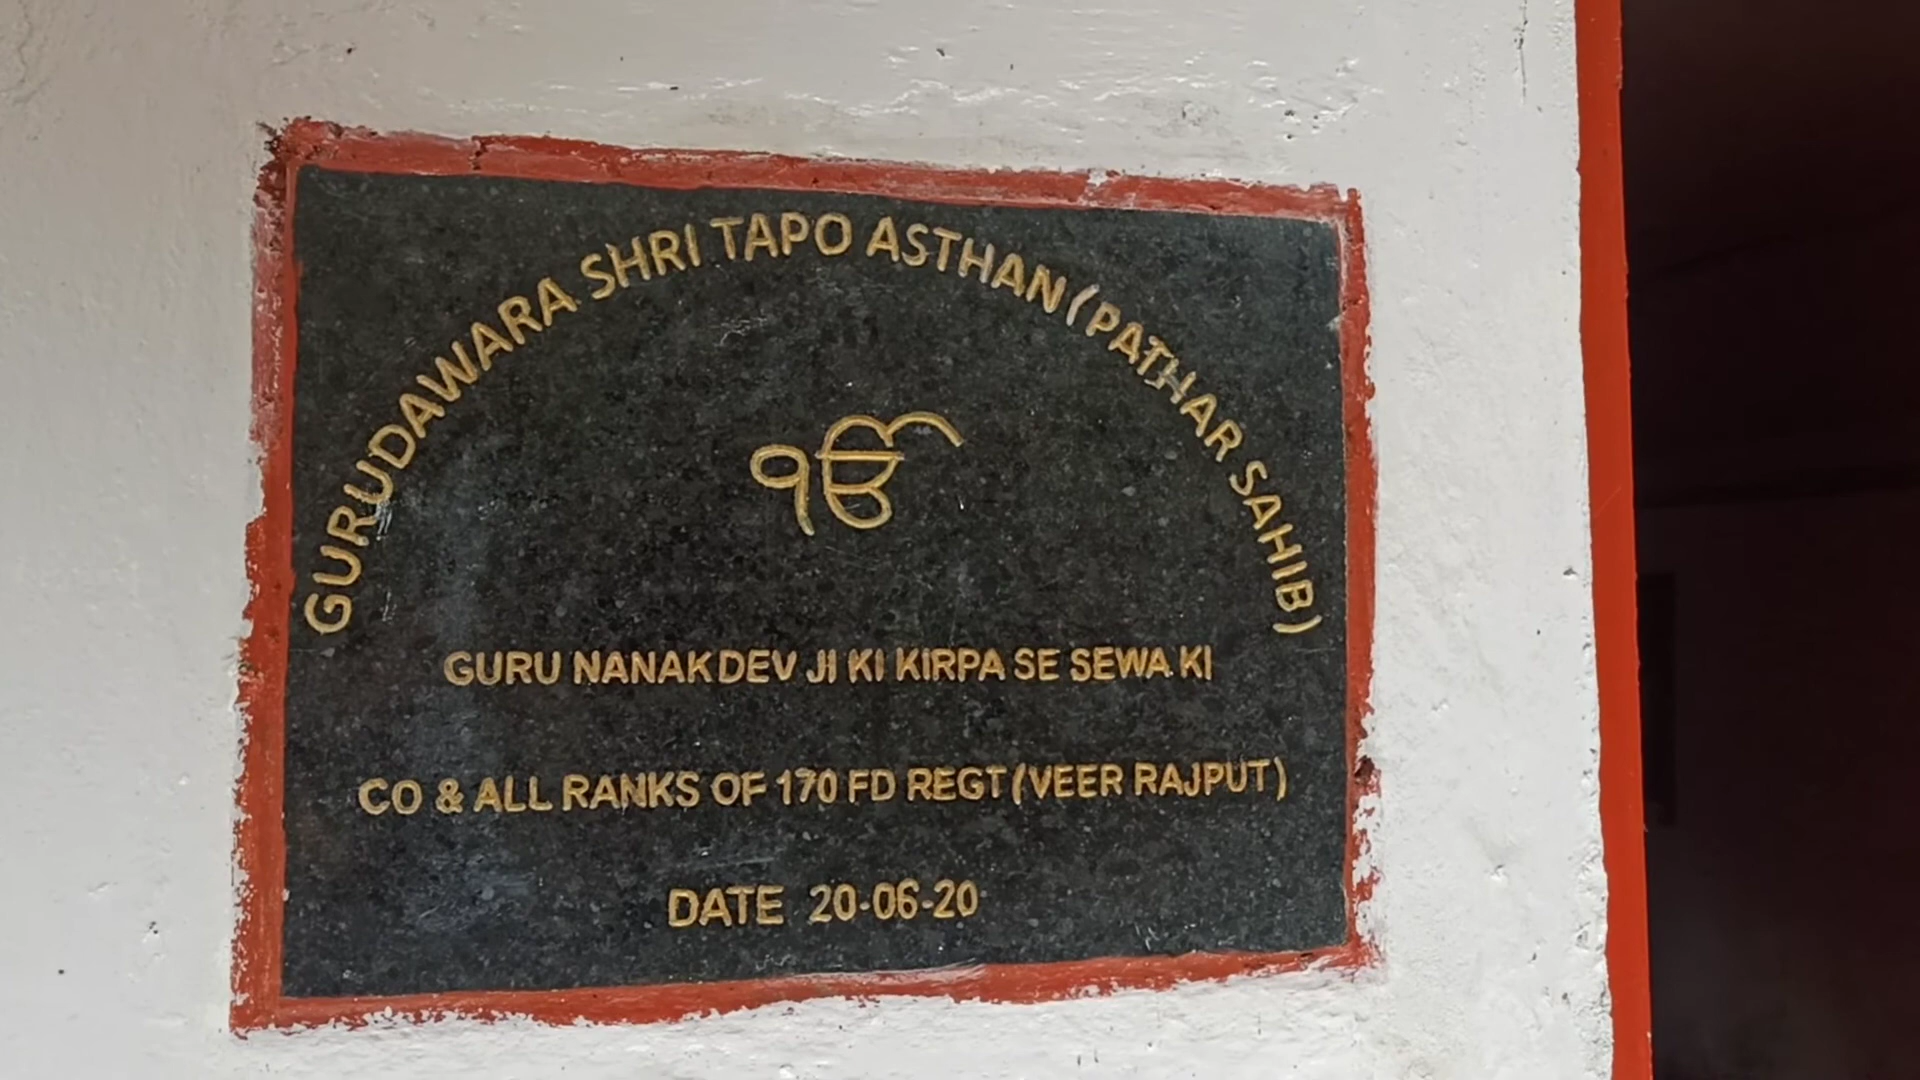 GURUDAWARA SHRI TAPO ASTHAN (PATHAR SAHIB)
ੴ
GURU NANAK DEV JI KI KIRPA SE SEWA KI
CO & ALL RANKS OF 170 FD REGT (VEER RAJPUT)
DATE 20-06-20